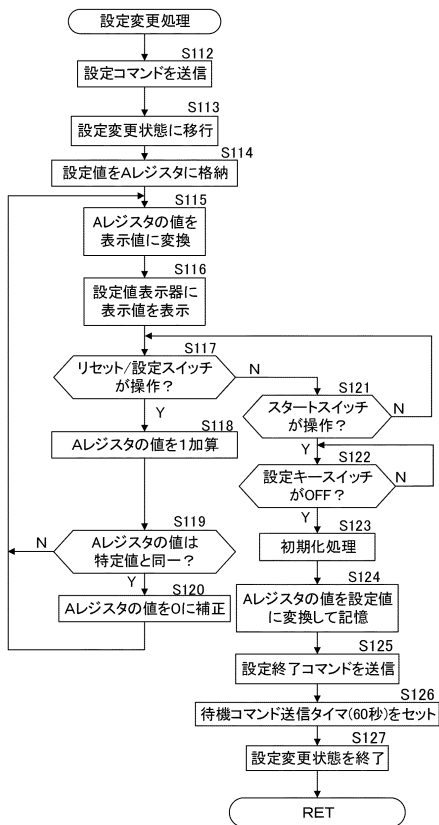 設定変更処理
S112
設定コマンドを送信
S113
設定変更状態に移行
S114
設定値をAレジスタに格納
S115
Aレジスタの値を
表示値に変換
S116
設定値表示器に
表示値を表示
S117
リセット/設定スイッチ
が操作?
N
Y
S118
Aレジスタの値を1加算
S119
Aレジスタの値は
特定値と同一?
N
Y
S120
Aレジスタの値を0に補正
S121
スタートスイッチ
が操作?
N
Y
S122
設定キースイッチ
がOFF?
N
Y
S123
初期化処理
S124
Aレジスタの値を設定値
に変換して記憶
S125
設定終了コマンドを送信
S126
待機コマンド送信タイマ(60秒)をセット
S127
設定変更状態を終了
RET